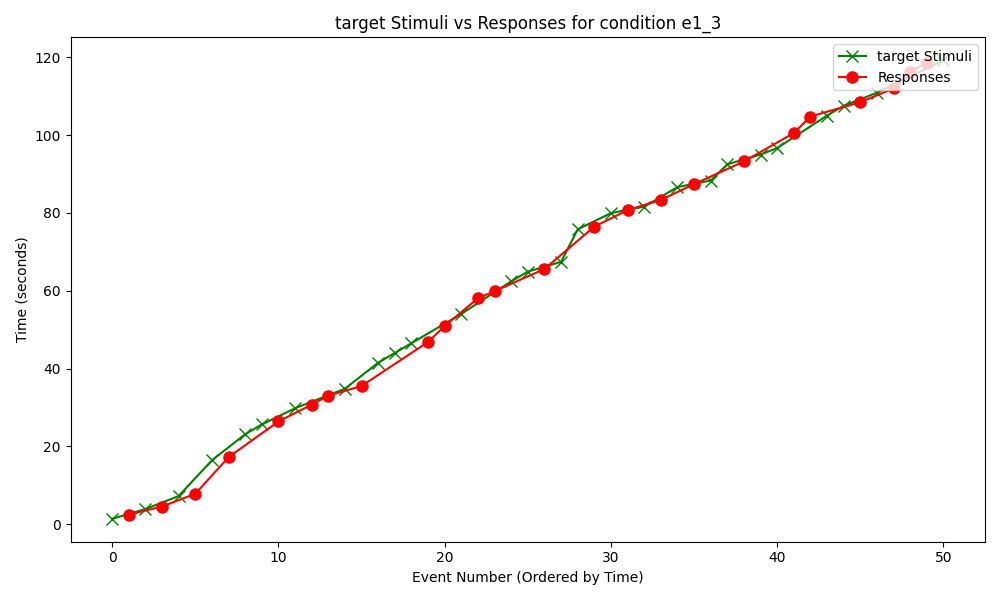 target Stimuli vs Responses for condition e1_3
target Stimuli
Responses
Time (seconds)
120
100
80
60
40
20
0
0 10 20 30 40 50
Event Number (Ordered by Time)